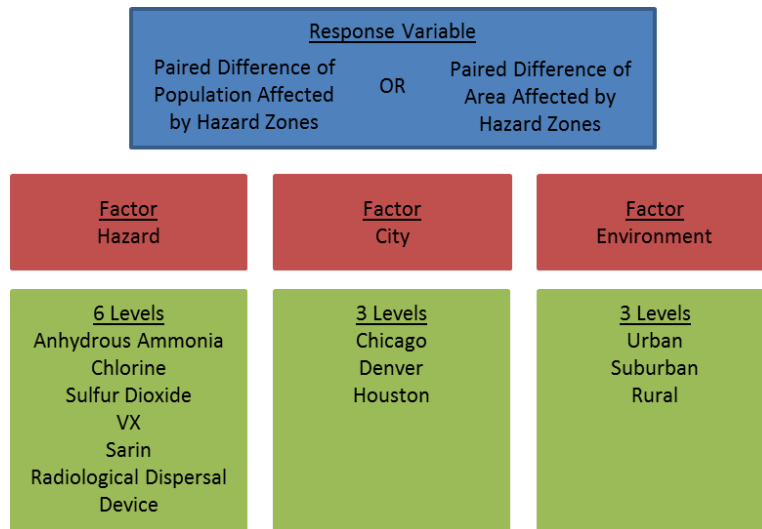 Response Variable
Paired Difference of
Population Affected
by Hazard Zones
OR
Paired Difference of
Area Affected by
Hazard Zones
Factor
Hazard
Factor
City
Factor
Environment
6 Levels
Anhydrous Ammonia
Chlorine
Sulfur Dioxide
VX
Sarin
Radiological Dispersal
Device
3 Levels
Chicago
Denver
Houston
3 Levels
Urban
Suburban
Rural